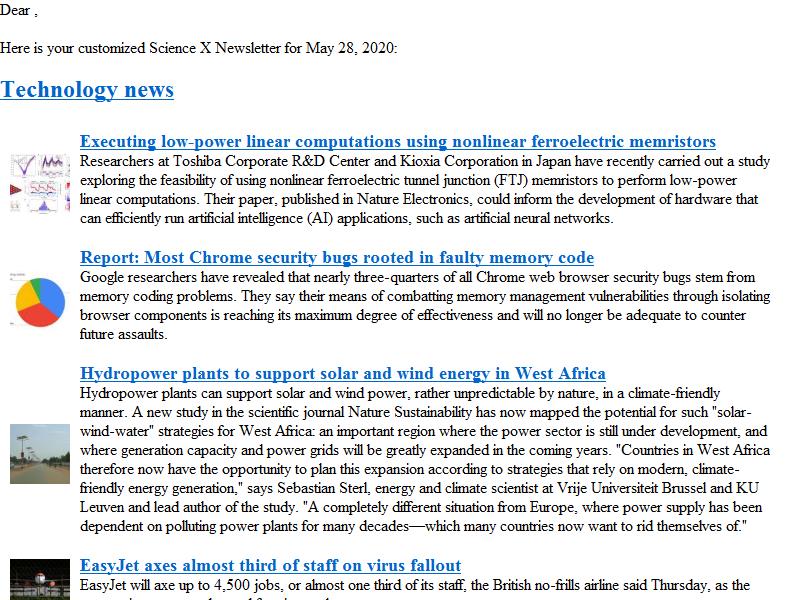 Dear ,
Here is your customized Science X Newsletter for May 28, 2020:
Technology news
Executing low-power linear computations using nonlinear ferroelectric memristors
Researchers at Toshiba Corporate R&D Center and Kioxia Corporation in Japan have recently carried out a study
exploring the feasibility of using nonlinear ferroelectric tunnel junction (FTJ) memristors to perform low-power
linear computations. Their paper, published in Nature Electronics, could inform the development of hardware that
can efficiently run artificial intelligence (AI) applications, such as artificial neural networks.
Report: Most Chrome security bugs rooted in faulty memory code
Google researchers have revealed that nearly three-quarters of all Chrome web browser security bugs stem from
memory coding problems. They say their means of combatting memory management vulnerabilities through isolating
browser components is reaching its maximum degree of effectiveness and will no longer be adequate to counter
future assaults.
Hydropower plants to support solar and wind energy in West Africa
Hydropower plants can support solar and wind power, rather unpredictable by nature, in a climate-friendly
manner. A new study in the scientific journal Nature Sustainability has now mapped the potential for such "solar-
wind-water" strategies for West Africa: an important region where the power sector is still under development, and
where generation capacity and power grids will be greatly expanded in the coming years. "Countries in West Africa
therefore now have the opportunity to plan this expansion according to strategies that rely on modern, climate-
friendly energy generation," says Sebastian Sterl, energy and climate scientist at Vrije Universiteit Brussel and KU
Leuven and lead author of the study. "A completely different situation from Europe, where power supply has been
dependent on polluting power plants for many decades—which many countries now want to rid themselves of."
EasyJet axes almost third of staff on virus fallout
EasyJet will axe up to 4,500 jobs, or almost one third of its staff, the British no-frills airline said Thursday, as the